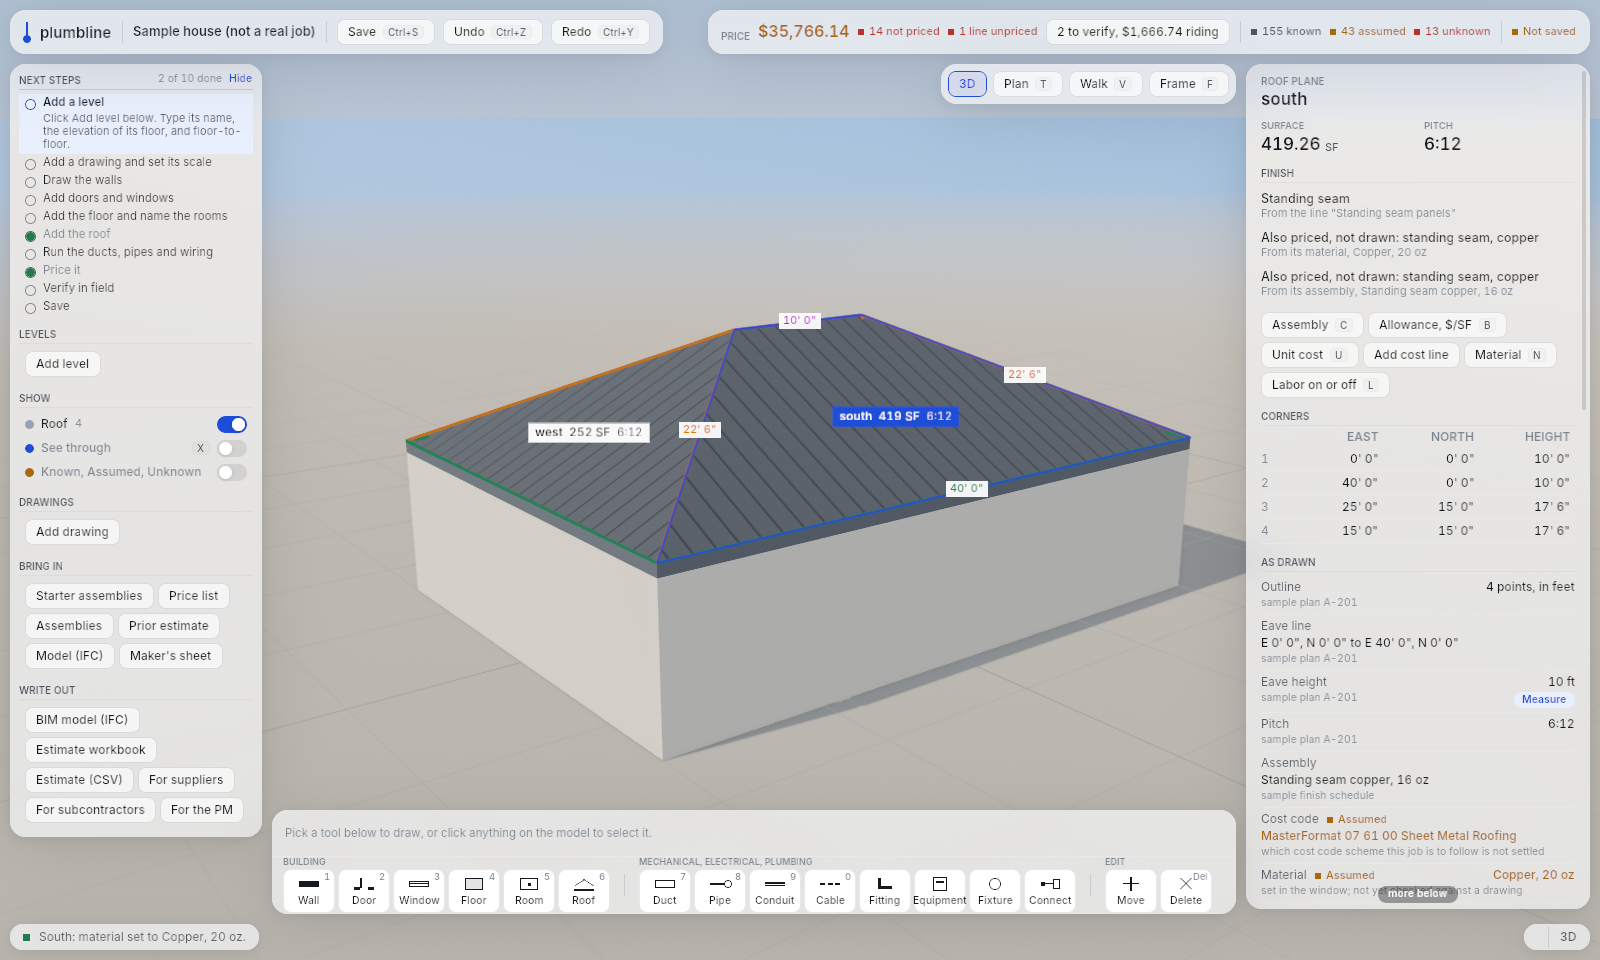 plumbline
Sample house (not a real job)
Save Ctrl+S
Undo Ctrl+Z
Redo Ctrl+Y
PRICE $35,766.14
14 not priced
1 line unpriced
2 to verify, $1,666.74 riding
155 known
43 assumed
13 unknown
Not saved
NEXT STEPS 2 of 10 done Hide
Add a level
Click Add level below. Type its name,
the elevation of its floor, and floor-to-
floor.
Add a drawing and set its scale
Draw the walls
Add doors and windows
Add the floor and name the rooms
Add the roof
Run the ducts, pipes and wiring
Price it
Verify in field
Save
LEVELS
Add level
SHOW
Roof 4
See through X
Known, Assumed, Unknown
DRAWINGS
Add drawing
BRING IN
Starter assemblies Price list
Assemblies Prior estimate
Model (IFC) Maker's sheet
WRITE OUT
BIM model (IFC)
Estimate workbook
Estimate (CSV) For suppliers
For subcontractors For the PM
South: material set to Copper, 20 oz.
3D Plan T Walk V Frame F
10' 0"
22' 6"
south 419 SF 6:12
west 252 SF 6:12
22' 6"
40' 0"
Pick a tool below to draw, or click anything on the model to select it.
BUILDING
1 2 3 4 5 6
Wall Door Window Floor Room Roof
MECHANICAL, ELECTRICAL, PLUMBING
7 8 9 0
Duct Pipe Conduit Cable Fitting Equipment Fixture Connect
EDIT
Del
Move Delete
ROOF PLANE
south
SURFACE PITCH
419.26 SF 6:12
FINISH
Standing seam
From the line "Standing seam panels"
Also priced, not drawn: standing seam, copper
From its material, Copper, 20 oz
Also priced, not drawn: standing seam, copper
From its assembly, Standing seam copper, 16 oz
Assembly C Allowance, $/SF B
Unit cost U Add cost line Material N
Labor on or off L
CORNERS
EAST NORTH HEIGHT
1 0' 0" 0' 0" 10' 0"
2 40' 0" 0' 0" 10' 0"
3 25' 0" 15' 0" 17' 6"
4 15' 0" 15' 0" 17' 6"
AS DRAWN
Outline 4 points, in feet
sample plan A-201
Eave line
E 0' 0", N 0' 0" to E 40' 0", N 0' 0"
sample plan A-201
Eave height 10 ft
sample plan A-201 Measure
Pitch 6:12
sample plan A-201
Assembly
Standing seam copper, 16 oz
sample finish schedule
Cost code Assumed
MasterFormat 07 61 00 Sheet Metal Roofing
which cost code scheme this job is to follow is not settled
Material Assumed Copper, 20 oz
set in the window; not a drawing
more below
3D